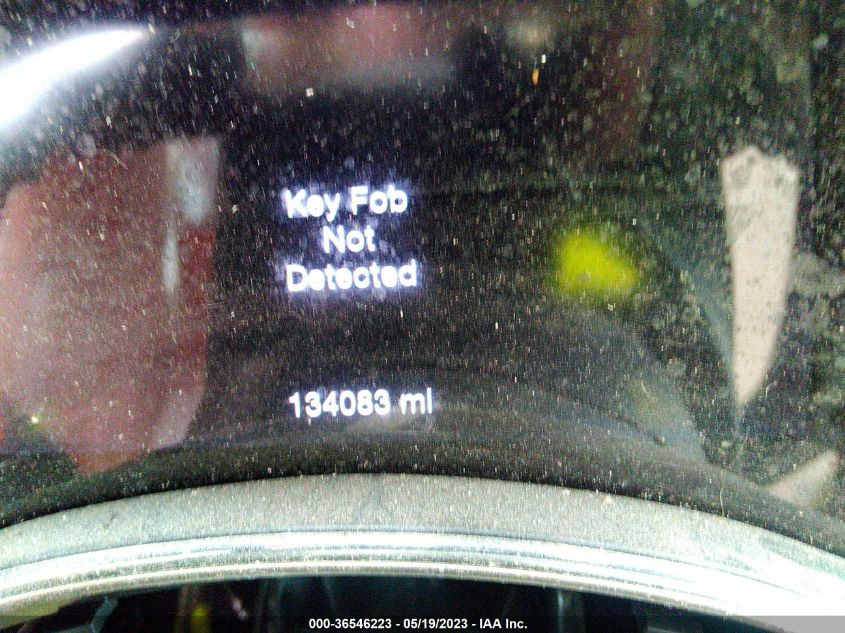 Key Fob
Not
Detected
134083 mi
000-36546223 - 05/19/2023 - IAA Inc.